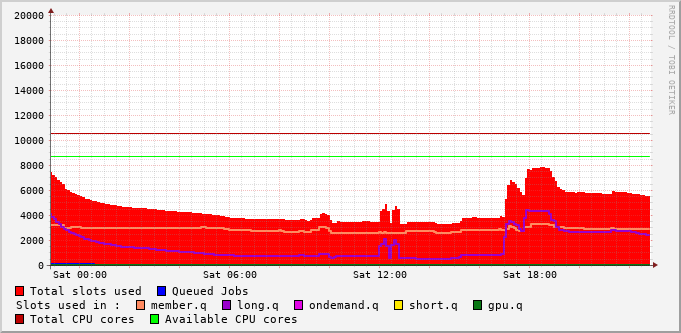 20000
18000
16000
14000
12000
10000
8000
6000
4000
2000
0
Sat 00:00 Sat 06:00 Sat 12:00 Sat 18:00
RRDTOOL / TOBI OETIKER
Total slots used Queued Jobs
Slots used in : member.q long.q ondemand.q short.q gpu.q
Total CPU cores Available CPU cores